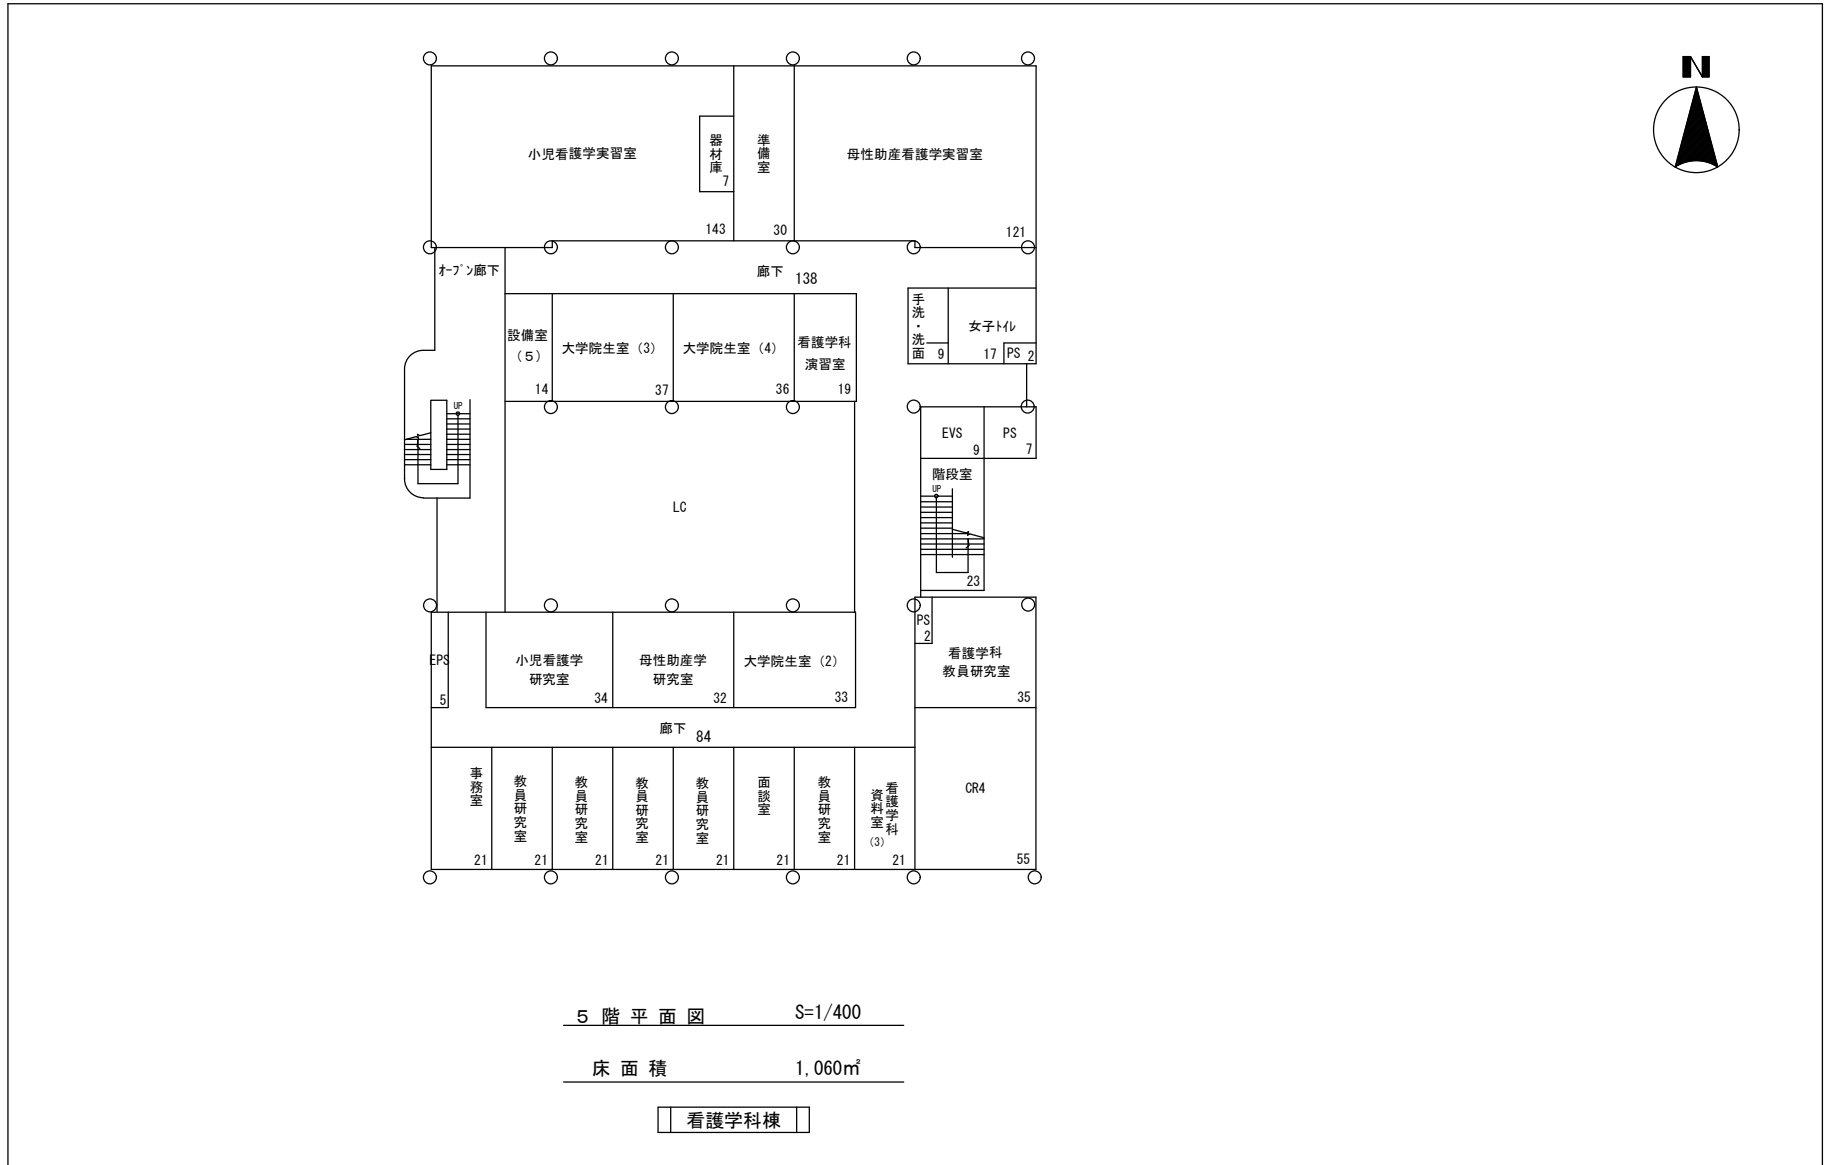 N
小児看護学実習室
器材庫
7
143
準備室
30
母性助産看護学実習室
121
ｵｰﾌﾟﾝ廊下
廊下 138
設備室
(5)
14
大学院生室 (3)
37
大学院生室 (4)
36
看護学科
演習室
19
手洗・洗面
9
女子ﾄｲﾚ
17
PS 2
UP
LC
EVS
9
PS
7
階段室
UP
23
EPS
5
小児看護学
研究室
34
母性助産学
研究室
32
大学院生室 (2)
33
PS
2
看護学科
教員研究室
35
廊下 84
事務室
21
教員研究室
21
教員研究室
21
教員研究室
21
教員研究室
21
面談室
21
教員研究室
21
看護学科
資料室
(3)
21
CR4
55
５階平面図 S=1/400
床面積 1,060㎡
看護学科棟